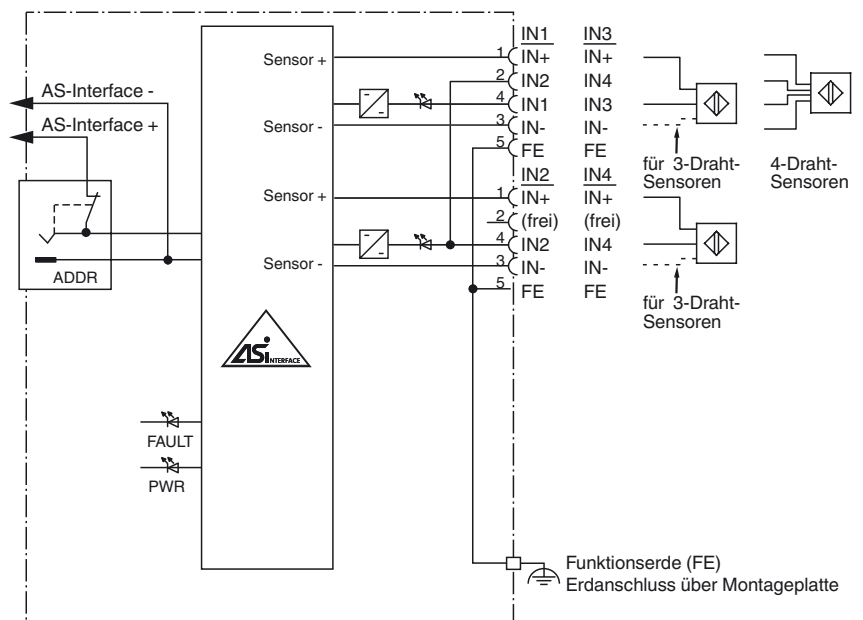 AS-Interface -
AS-Interface +
ADDR
FAULT
PWR
Sensor +
Sensor -
Sensor +
Sensor -
ASi INTERFACE
IN1 IN3
1 IN+ IN+
2 IN2 IN4
4 IN1 IN3
3 IN- IN-
5 FE FE
IN2 IN4
1 IN+ IN+
2 (frei) (frei)
4 IN2 IN4
3 IN- IN-
5 FE FE
für 3-Draht-
Sensoren
4-Draht-
Sensoren
für 3-Draht-
Sensoren
Funktionserde (FE)
Erdanschluss über Montageplatte